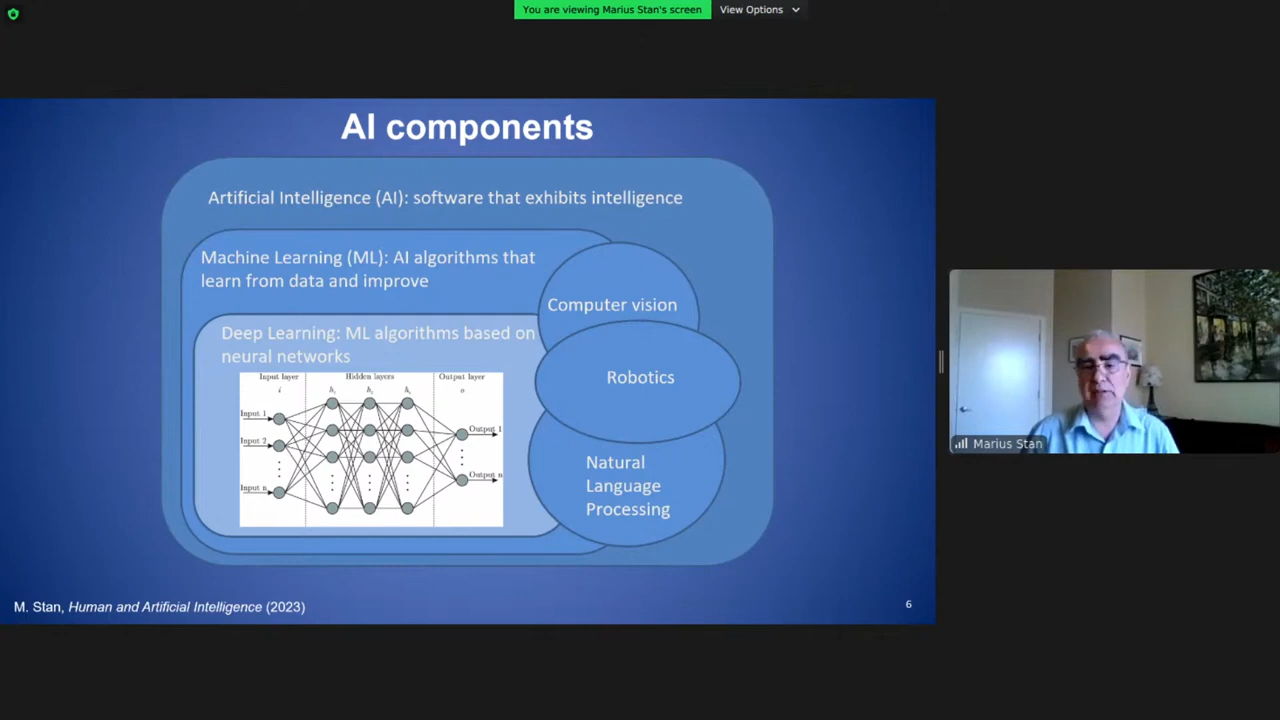 You are viewing Marius Stan's screen
View Options
AI components
Artificial Intelligence (AI): software that exhibits intelligence
Machine Learning (ML): AI algorithms that
learn from data and improve
Computer vision
Deep Learning: ML algorithms based on
neural networks
Robotics
Input layer
Hidden layers
Output layer
i
h₁
h₂
o
Input 1
Input 2
Input n
Output 1
Output n
Natural
Language
Processing
Marius Stan
M. Stan, Human and Artificial Intelligence (2023)
6